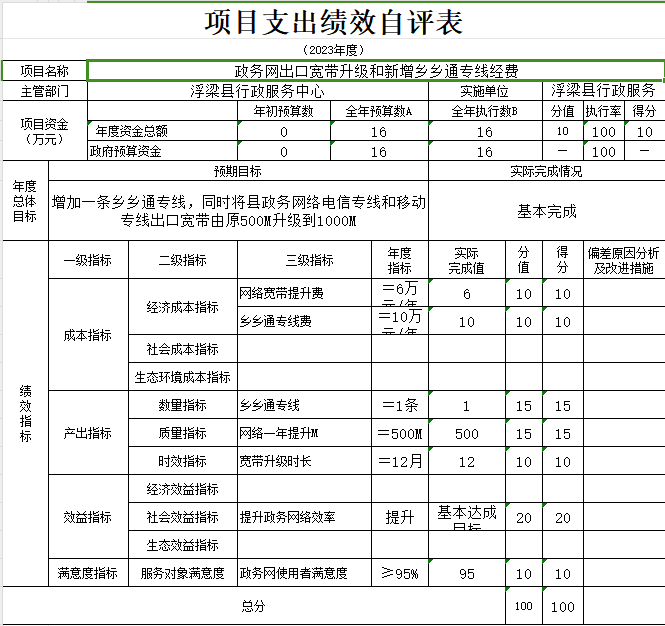 项目支出绩效自评表
（2023年度）
项目名称 政务网出口宽带升级和新增乡乡通专线经费
主管部门 浮梁县行政服务中心 实施单位 浮梁县行政服务
项目资金（万元） 年初预算数 全年预算数A 全年执行数B 分值 执行率 得分
年度资金总额 0 16 16 10 100 10
政府预算资金 0 16 16 — 100 —
年度总体目标 预期目标 实际完成情况
增加一条乡乡通专线，同时将县政务网络电信专线和移动
专线出口宽带由原500M升级到1000M
基本完成
绩效指标 一级指标 二级指标 三级指标 年度指标 实际完成值 分值 得分 偏差原因分析及改进措施
成本指标 经济成本指标 网络宽带提升费 ＝6万元/年 6 10 10
乡乡通专线费 ＝10万元/年 10 10 10
社会成本指标
生态环境成本指标
产出指标 数量指标 乡乡通专线 ＝1条 1 15 15
质量指标 网络一年提升M ＝500M 500 15 15
时效指标 宽带升级时长 ＝12月 12 10 10
效益指标 经济效益指标
社会效益指标 提升政务网络效率 提升 基本达成目标 20 20
生态效益指标
满意度指标 服务对象满意度 政务网使用者满意度 ≥95% 95 10 10
总分 100 100